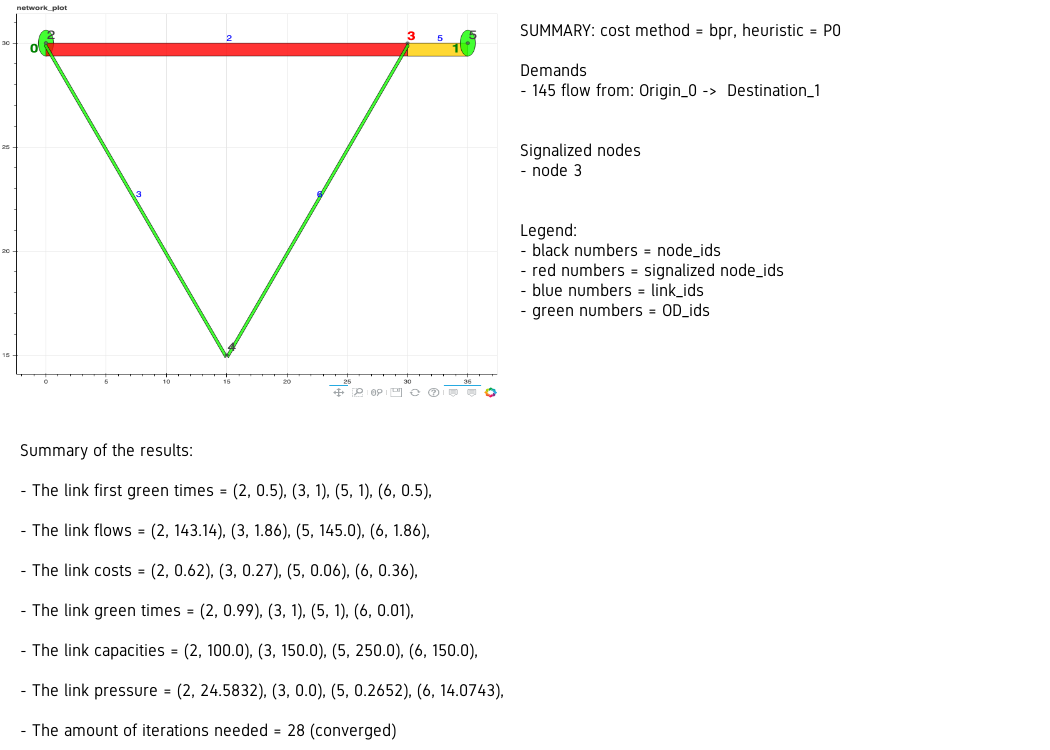 network_plot
2
5
30
0
2
3
5
1
25
3
6
20
4
15
0
5
10
15
20
25
30
35
SUMMARY: cost method = bpr, heuristic = P0
Demands
- 145 flow from: Origin_0 -> Destination_1
Signalized nodes
- node 3
Legend:
- black numbers = node_ids
- red numbers = signalized node_ids
- blue numbers = link_ids
- green numbers = OD_ids
Summary of the results:
- The link first green times = (2, 0.5), (3, 1), (5, 1), (6, 0.5),
- The link flows = (2, 143.14), (3, 1.86), (5, 145.0), (6, 1.86),
- The link costs = (2, 0.62), (3, 0.27), (5, 0.06), (6, 0.36),
- The link green times = (2, 0.99), (3, 1), (5, 1), (6, 0.01),
- The link capacities = (2, 100.0), (3, 150.0), (5, 250.0), (6, 150.0),
- The link pressure = (2, 24.5832), (3, 0.0), (5, 0.2652), (6, 14.0743),
- The amount of iterations needed = 28 (converged)